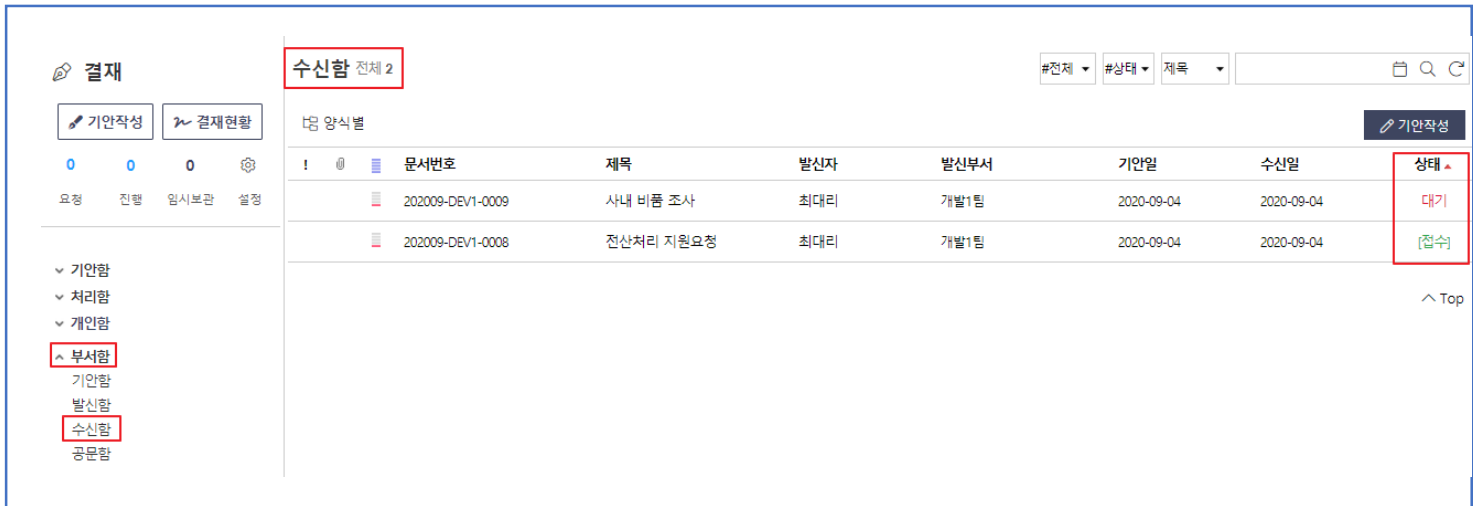 결재
기안작성 결재현황
0 0 0
요청 진행 임시보관 설정
기안함
처리함
개인함
부서함
기안함
발신함
수신함
공문함
수신함 전체 2
#전체 #상태 제목
양식별
기안작성
! 문서번호 제목 발신자 발신부서 기안일 수신일 상태
202009-DEV1-0009 사내 비품 조사 최대리 개발1팀 2020-09-04 2020-09-04 대기
202009-DEV1-0008 전산처리 지원요청 최대리 개발1팀 2020-09-04 2020-09-04 [접수]
Top